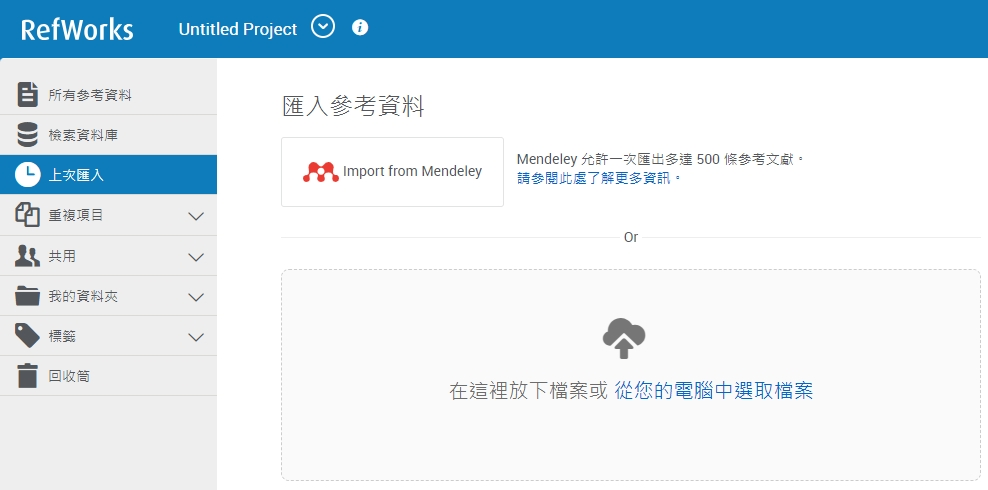 RefWorks
Untitled Project
所有參考資料
檢索資料庫
上次匯入
重複項目
共用
我的資料夾
標籤
回收筒
匯入參考資料
Import from Mendeley
Mendeley 允許一次匯出多達 500 條參考文獻。
請參閱此處了解更多資訊。
Or
在這裡放下檔案或 從您的電腦中選取檔案